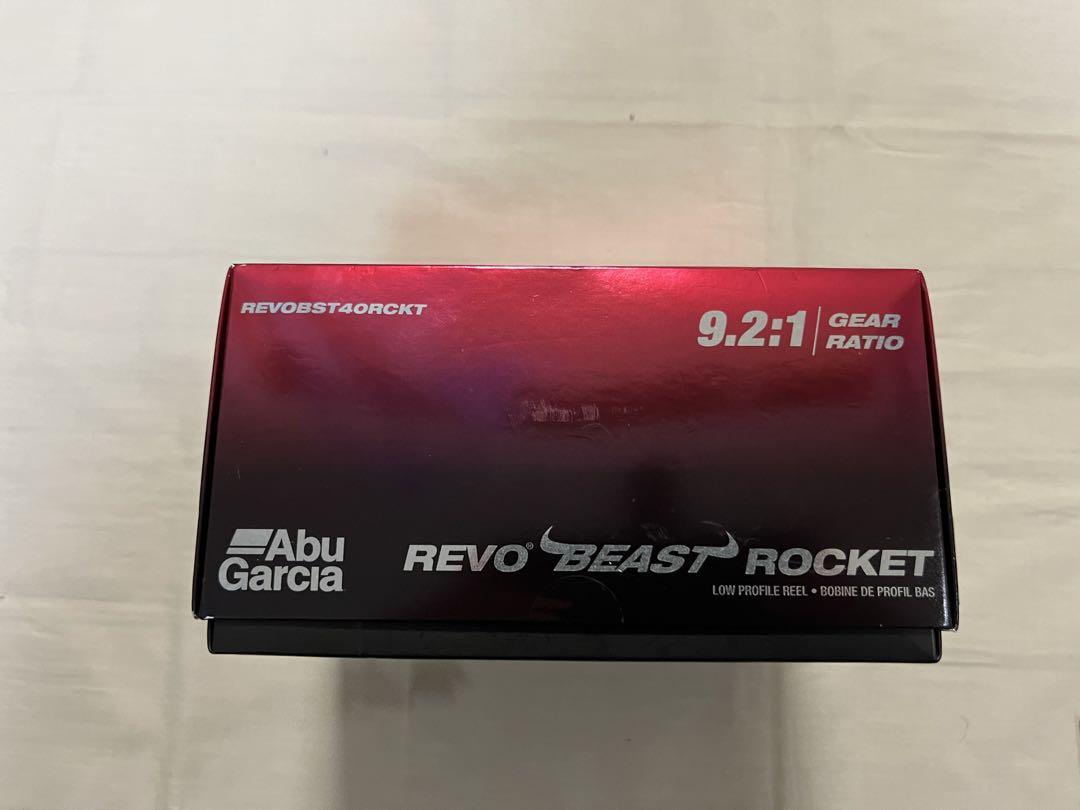 REVOBST40RCKT
9.2:1 GEAR RATIO
Abu Garcia
REVO® BEAST ROCKET
LOW PROFILE REEL • BOBINE DE PROFIL BAS